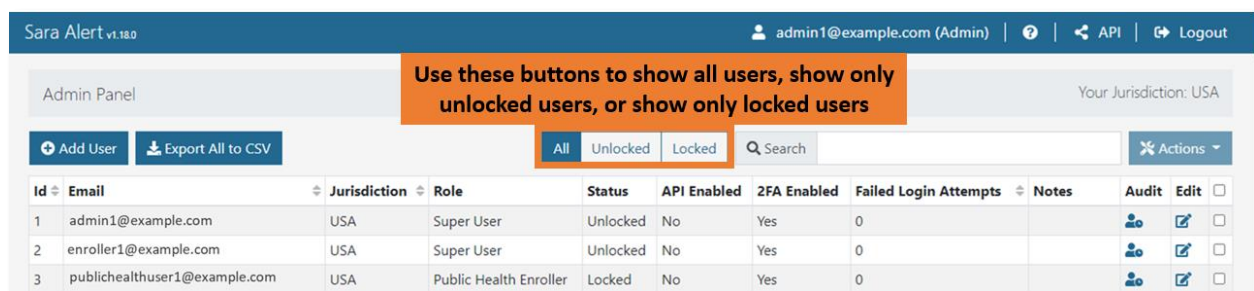 Sara Alert v1.18.0 admin1@example.com (Admin) | | API | Logout
Use these buttons to show all users, show only
unlocked users, or show only locked users
Admin Panel Your Jurisdiction: USA
Add User Export All to CSV All Unlocked Locked Search Actions
Id Email Jurisdiction Role Status API Enabled 2FA Enabled Failed Login Attempts Notes Audit Edit
1 admin1@example.com USA Super User Unlocked No Yes 0
2 enroller1@example.com USA Super User Unlocked No Yes 0
3 publichealthuser1@example.com USA Public Health Enroller Locked No Yes 0